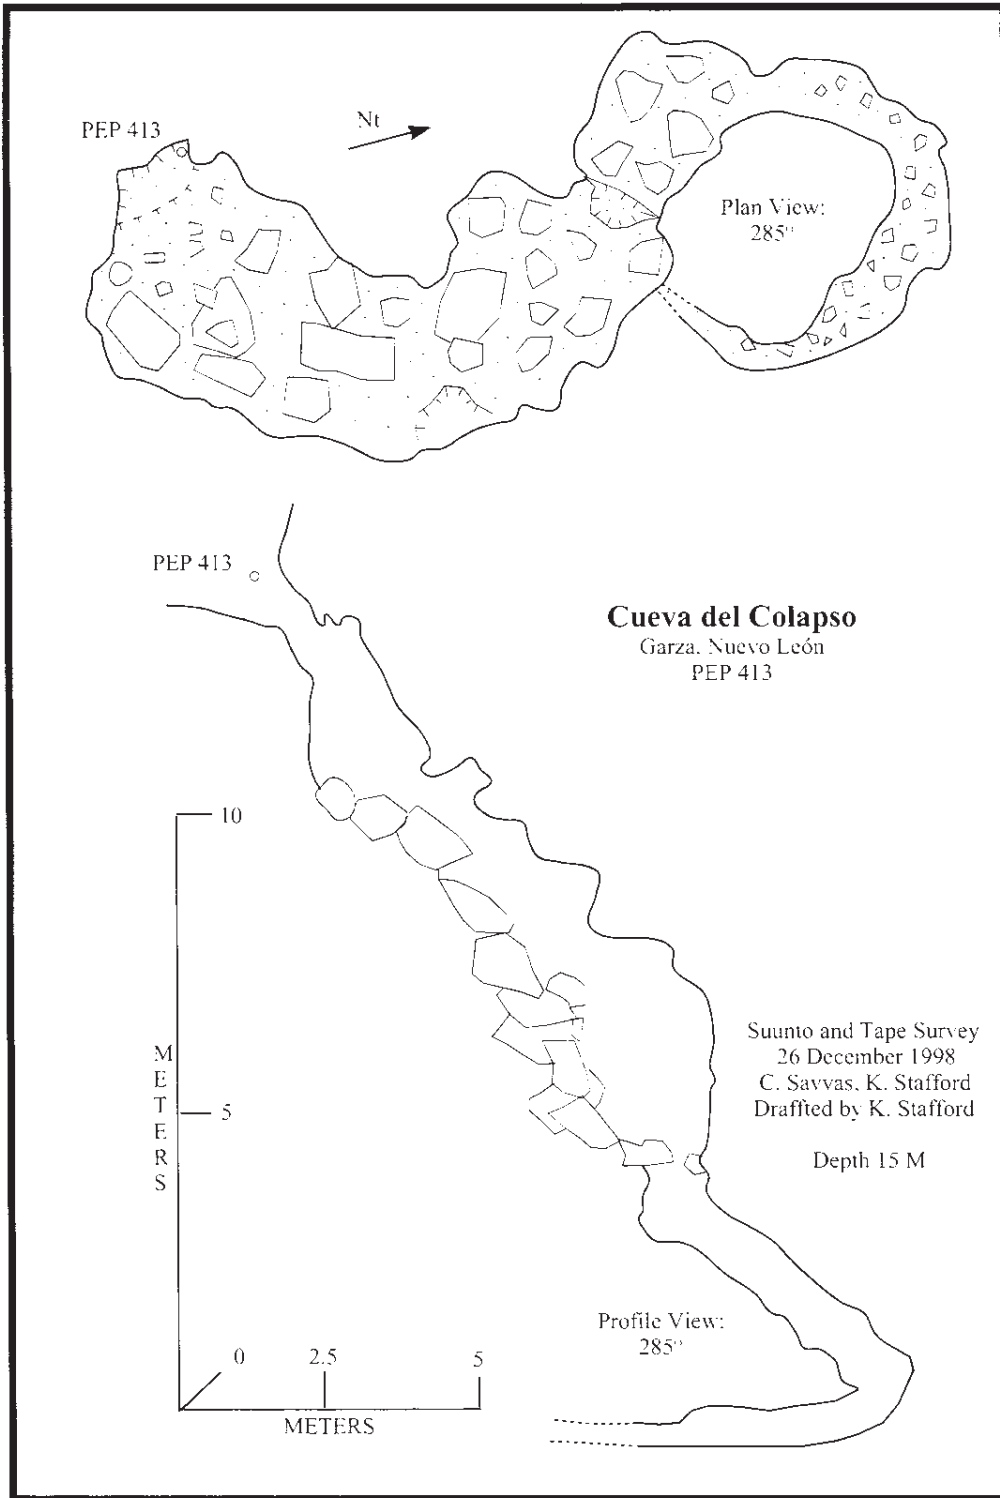 PEP 413
Nt
Plan View:
285°
PEP 413
Cueva del Colapso
Garza, Nuevo León
PEP 413
10
5
METERS
Suunto and Tape Survey
26 December 1998
C. Savvas, K. Stafford
Draffted by K. Stafford
Depth 15 M
Profile View:
285°
0 2.5 5
METERS